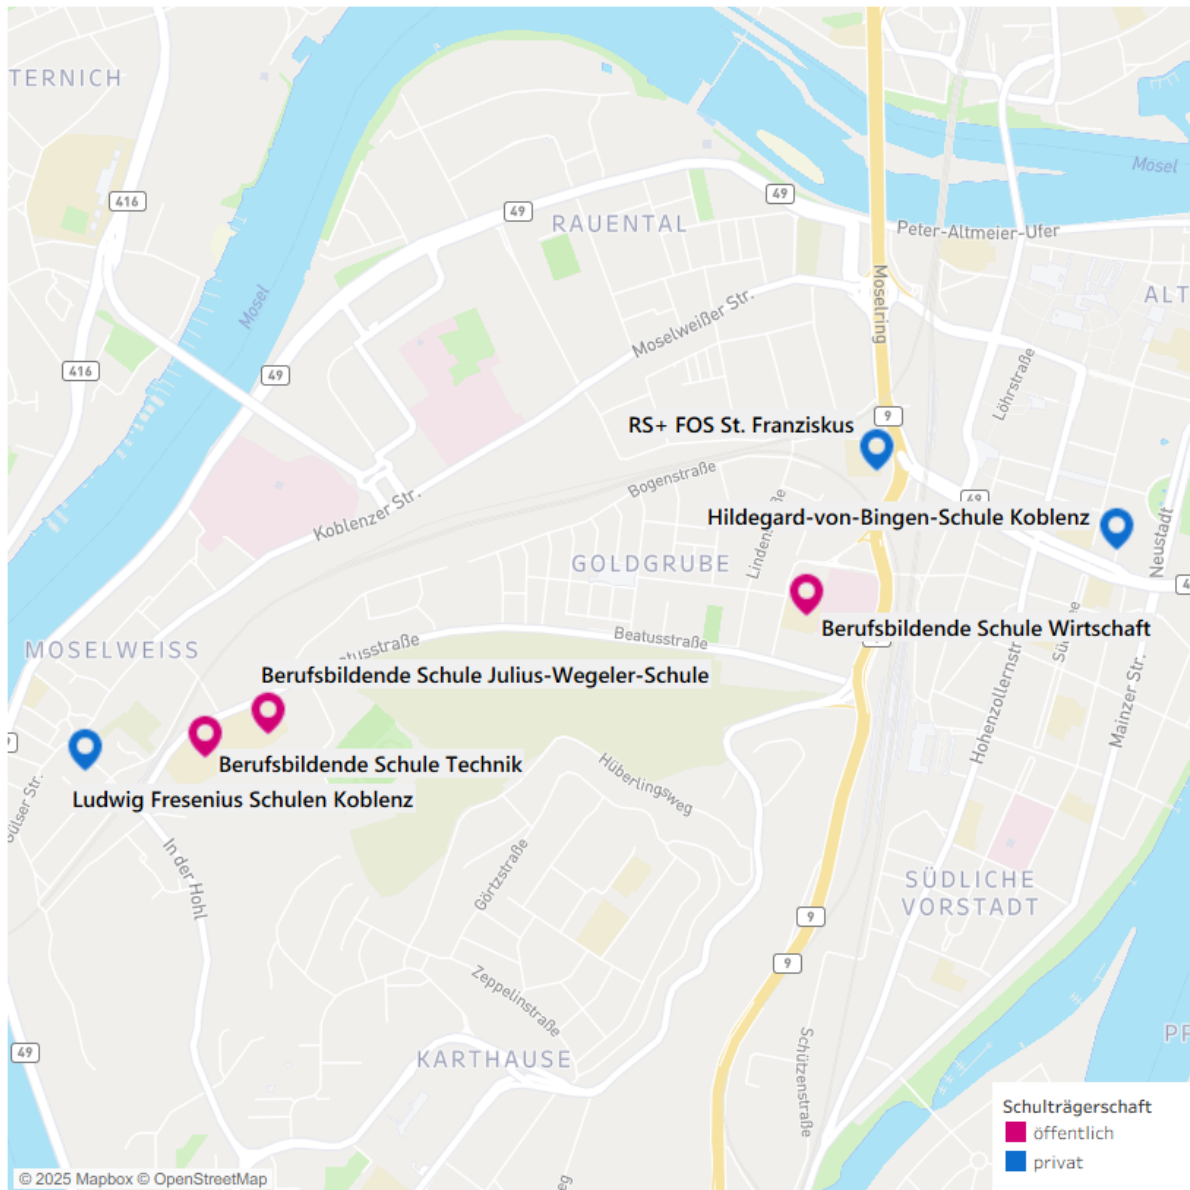 TERNICH
416
49
49
RAUENTAL
Mosel
Peter-Altmeier-Ufer
Mosel
Moselring
ALT
Moselweißer Str.
416
49
Löhrstraße
9
RS+ FOS St. Franziskus
Bogenstraße
49
Koblenzer Str.
Hildegard-von-Bingen-Schule Koblenz
Neustadt
GOLDGRUBE
Berufsbildende Schule Wirtschaft
MOSELWEISS
Beatusstraße
Berufsbildende Schule Julius-Wegeler-Schule
Hohenzollernstr
Mainzer Str.
Berufsbildende Schule Technik
Ludwig Fresenius Schulen Koblenz
Hüberlingsweg
Gülser Str.
In der Hohl
Görtzstraße
SÜDLICHE
VORSTADT
9
9
Zeppelinstraße
49
KARTHAUSE
Schützenstraße
Schulträgerschaft
öffentlich
privat
© 2025 Mapbox © OpenStreetMap